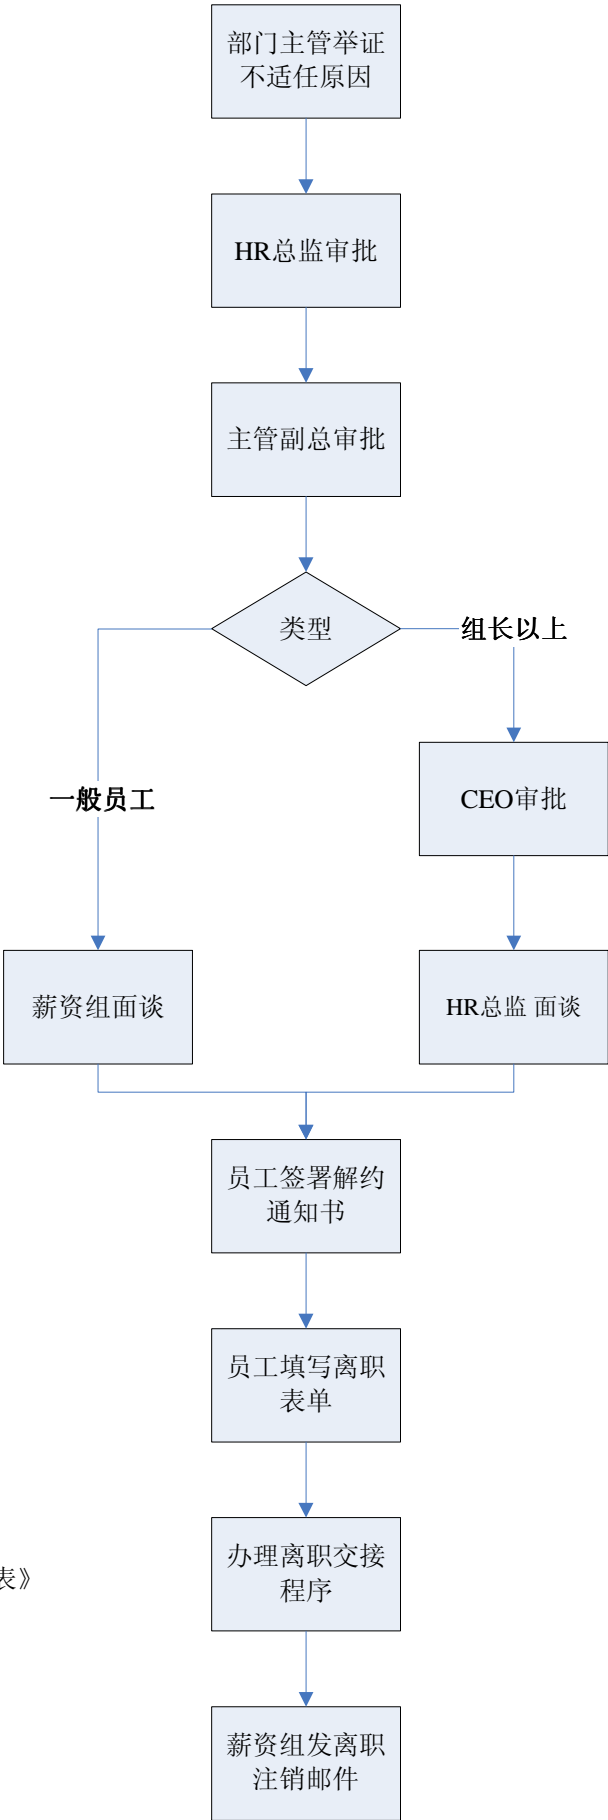 部门主管举证
不适任原因
HR总监审批
主管副总审批
类型
组长以上
一般员工
CEO审批
薪资组面谈
HR总监 面谈
员工签署解约
通知书
员工填写离职
表单
办理离职交接
程序
表》
薪资组发离职
注销邮件